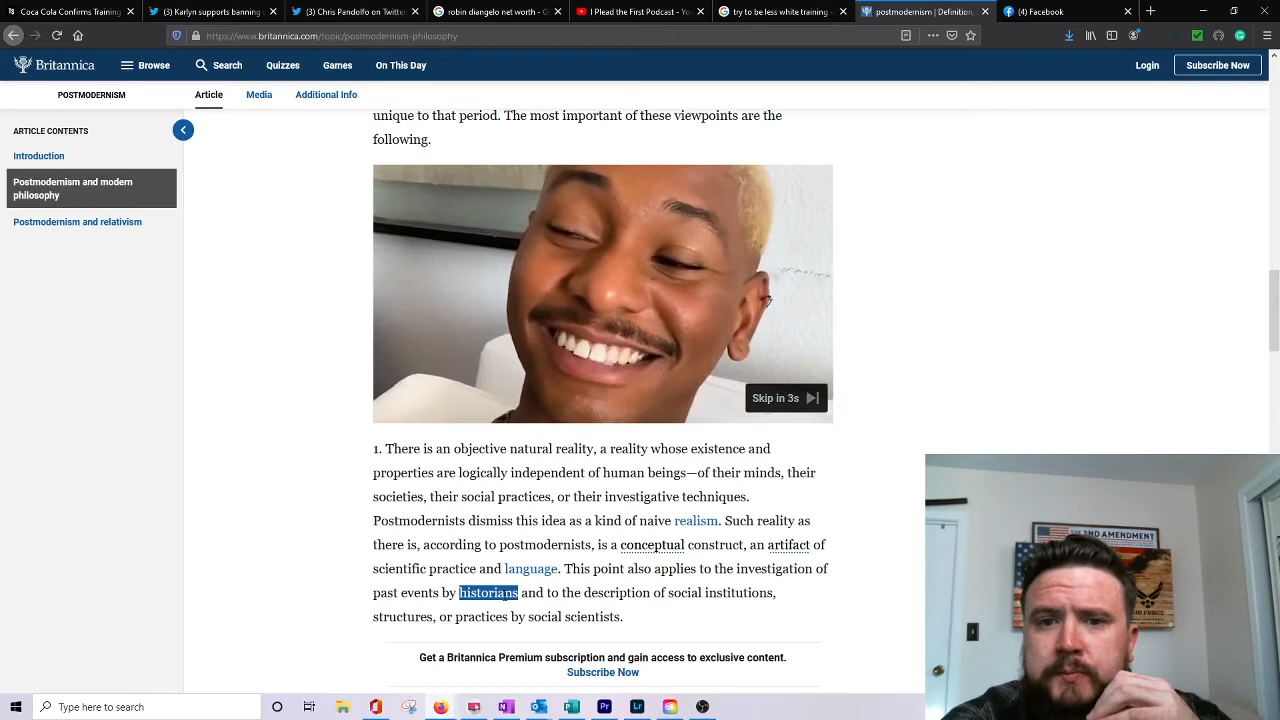 Coca Cola Confirms Training
(3) Karlyn supports banning
(3) Chris Pandolfo on Twitter
robin diangelo net worth - G
I Plead the First Podcast - Yo
try to be less white training -
postmodernism | Definition,
(4) Facebook
https://www.britannica.com/topic/postmodernism-philosophy
Britannica
Browse
Search
Quizzes
Games
On This Day
Login
Subscribe Now
POSTMODERNISM
Article
Media
Additional Info
ARTICLE CONTENTS
Introduction
Postmodernism and modern
philosophy
Postmodernism and relativism
unique to that period. The most important of these viewpoints are the
following.
Skip in 3s
1. There is an objective natural reality, a reality whose existence and
properties are logically independent of human beings—of their minds, their
societies, their social practices, or their investigative techniques.
Postmodernists dismiss this idea as a kind of naive realism. Such reality as
there is, according to postmodernists, is a conceptual construct, an artifact of
scientific practice and language. This point also applies to the investigation of
past events by historians and to the description of social institutions,
structures, or practices by social scientists.
Get a Britannica Premium subscription and gain access to exclusive content.
Subscribe Now
THE 2ND AMENDMENT
FORCE
Type here to search